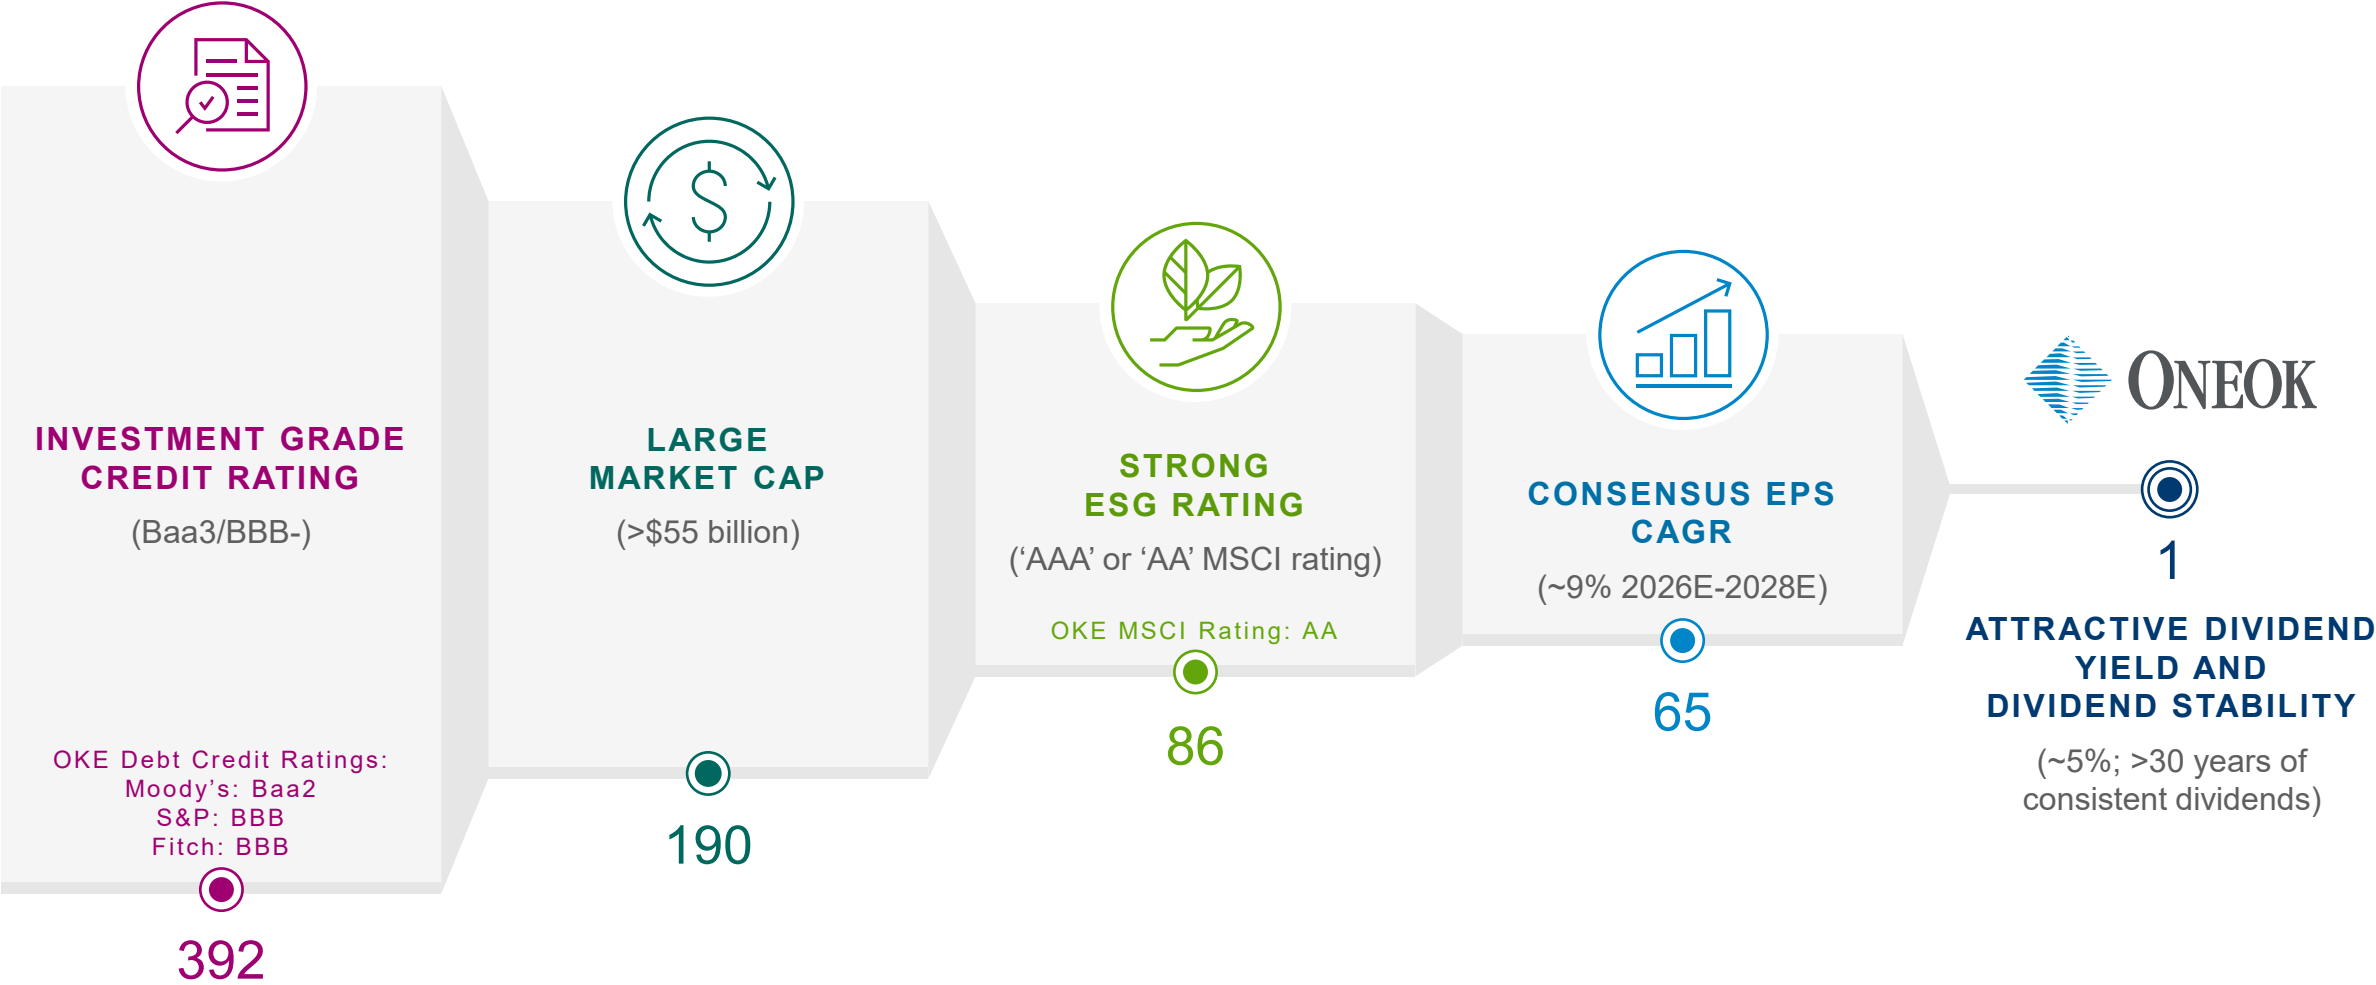 INVESTMENT GRADE
CREDIT RATING
(Baa3/BBB-)
OKE Debt Credit Ratings:
Moody’s: Baa2
S&P: BBB
Fitch: BBB
392
$
LARGE
MARKET CAP
(>$55 billion)
190
STRONG
ESG RATING
(‘AAA’ or ‘AA’ MSCI rating)
OKE MSCI Rating: AA
86
CONSENSUS EPS
CAGR
(~9% 2026E-2028E)
65
ONEOK
1
ATTRACTIVE DIVIDEND
YIELD AND
DIVIDEND STABILITY
(~5%; >30 years of
consistent dividends)